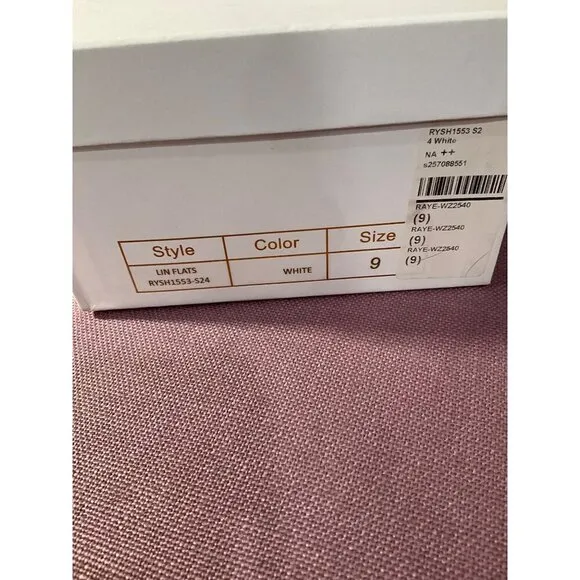 RYSH1553 S2
4 White
NA ++
s257088551
RAYE-WZ2540
(9)
RAYE-WZ2540
(9)
RAYE-WZ2540
(9)
Style Color Size
LIN FLATS
RYSH1553-S24 WHITE 9